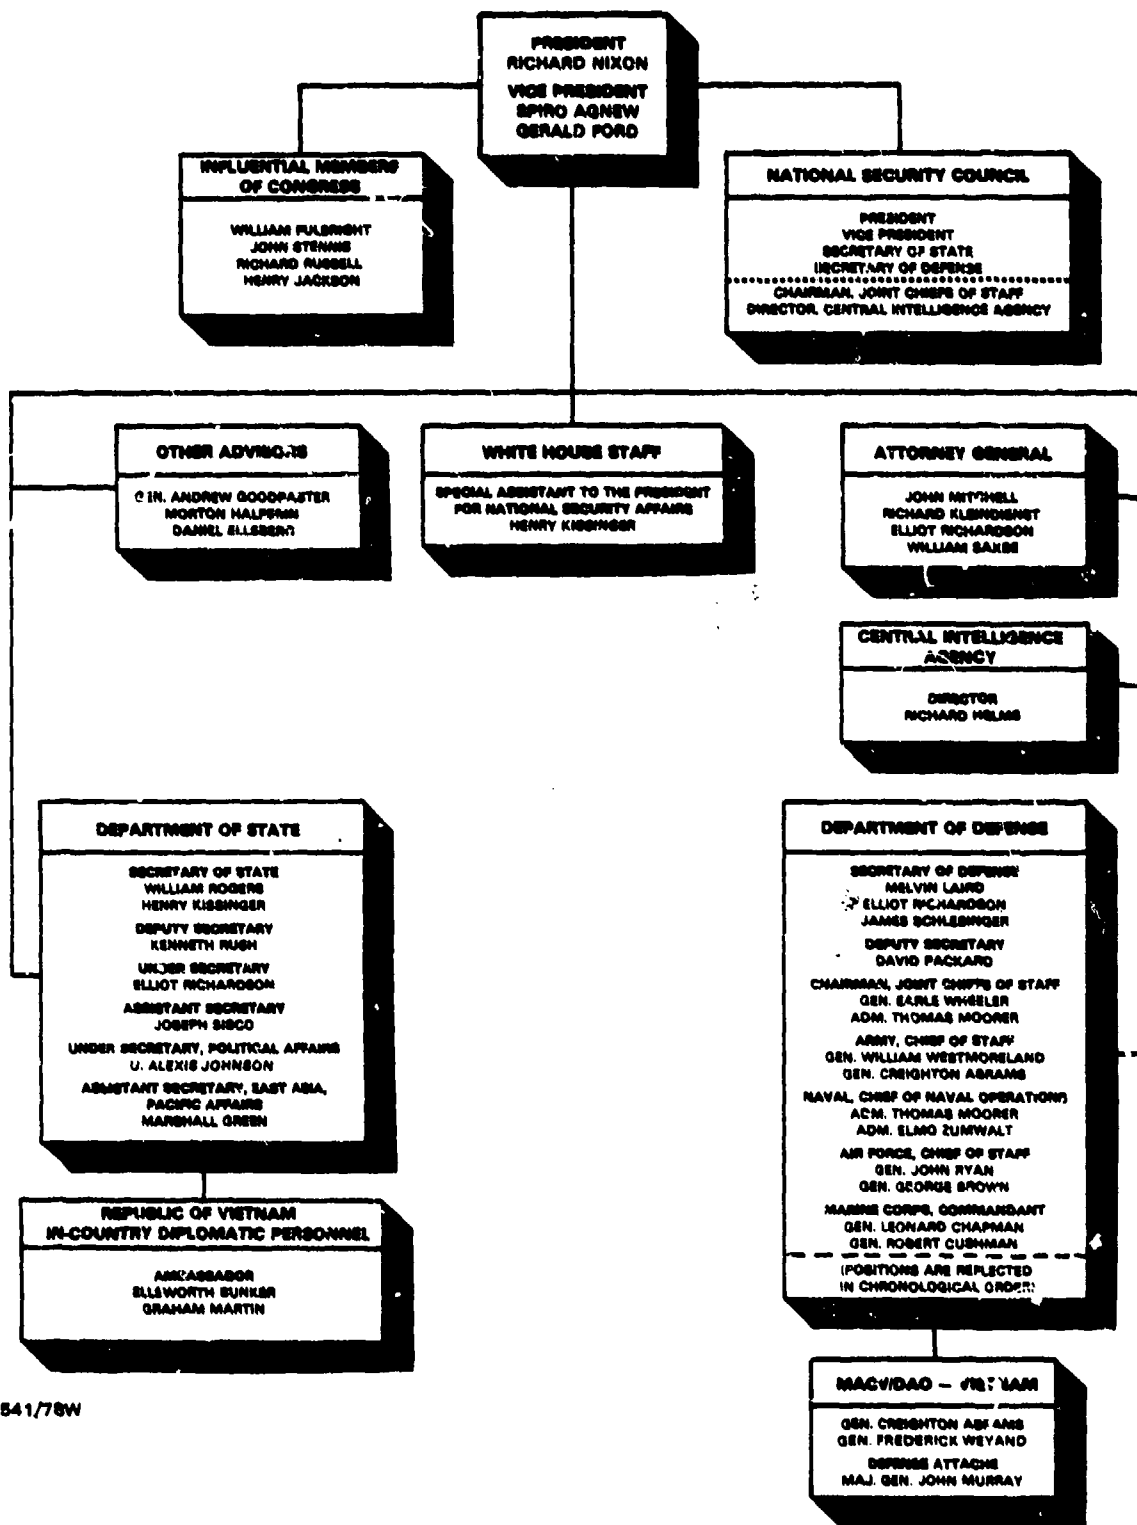 PRESIDENT
RICHARD NIXON
VICE PRESIDENT
SPIRO AGNEW
GERALD FORD
INFLUENTIAL MEMBERS
OF CONGRESS
WILLIAM FULBRIGHT
JOHN STENNIS
RICHARD RUSSELL
HENRY JACKSON
NATIONAL SECURITY COUNCIL
PRESIDENT
VICE PRESIDENT
SECRETARY OF STATE
SECRETARY OF DEFENSE
CHAIRMAN, JOINT CHIEFS OF STAFF
DIRECTOR, CENTRAL INTELLIGENCE AGENCY
OTHER ADVISORS
GEN. ANDREW GOODPASTER
MORTON HALPERIN
DANIEL ELLSBERG
WHITE HOUSE STAFF
SPECIAL ASSISTANT TO THE PRESIDENT
FOR NATIONAL SECURITY AFFAIRS
HENRY KISSINGER
ATTORNEY GENERAL
JOHN MITCHELL
RICHARD KLEINDIENST
ELLIOT RICHARDSON
WILLIAM SAXBE
CENTRAL INTELLIGENCE
AGENCY
DIRECTOR
RICHARD HELMS
DEPARTMENT OF STATE
SECRETARY OF STATE
WILLIAM ROGERS
HENRY KISSINGER
DEPUTY SECRETARY
KENNETH RUSH
UNDER SECRETARY
ELLIOT RICHARDSON
ASSISTANT SECRETARY
JOSEPH SISCO
UNDER SECRETARY, POLITICAL AFFAIRS
U. ALEXIS JOHNSON
ASSISTANT SECRETARY, EAST ASIA,
PACIFIC AFFAIRS
MARSHALL GREEN
REPUBLIC OF VIETNAM
IN-COUNTRY DIPLOMATIC PERSONNEL
AMBASSADOR
ELLSWORTH BUNKER
GRAHAM MARTIN
DEPARTMENT OF DEFENSE
SECRETARY OF DEFENSE
MELVIN LAIRD
ELLIOT RICHARDSON
JAMES SCHLESINGER
DEPUTY SECRETARY
DAVID PACKARD
CHAIRMAN, JOINT CHIEFS OF STAFF
GEN. EARLE WHEELER
ADM. THOMAS MOORER
ARMY, CHIEF OF STAFF
GEN. WILLIAM WESTMORELAND
GEN. CREIGHTON ABRAMS
NAVAL, CHIEF OF NAVAL OPERATIONS
ADM. THOMAS MOORER
ADM. ELMO ZUMWALT
AIR FORCE, CHIEF OF STAFF
GEN. JOHN RYAN
GEN. GEORGE BROWN
MARINE CORPS, COMMANDANT
GEN. LEONARD CHAPMAN
GEN. ROBERT CUSHMAN
(POSITIONS ARE REFLECTED
IN CHRONOLOGICAL ORDER)
MACV/DAO – VIETNAM
GEN. CREIGHTON ABRAMS
GEN. FREDERICK WEYAND
DEFENSE ATTACHE
MAJ. GEN. JOHN MURRAY
541/78W